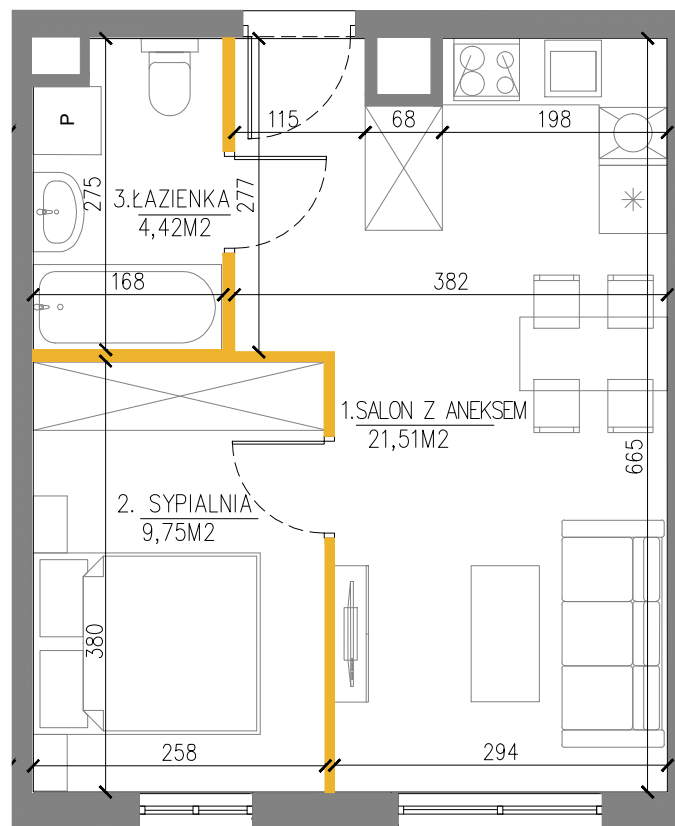 P
115
68
198
275
277
3.ŁAZIENKA
4,42M2
168
382
1.SALON Z ANEKSEM
21,51M2
665
2. SYPIALNIA
9,75M2
380
258
294